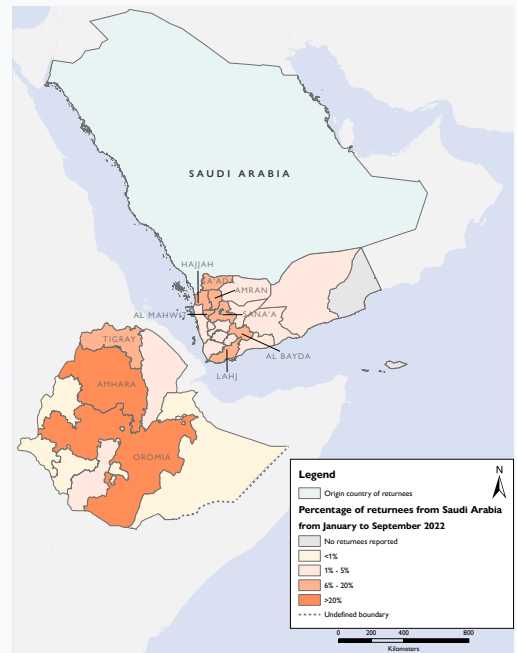 SAUDI ARABIA
HAJJAH
SA'ADA
AMRAN
AL MAHWIT
SANA'A
TIGRAY
AL BAYDA
AMHARA
LAHJ
OROMIA
Legend
N
Origin country of returnees
Percentage of returnees from Saudi Arabia
from January to September 2022
No returnees reported
<1%
1% - 5%
6% - 20%
>20%
Undefined boundary
0 200 400 800
Kilometers